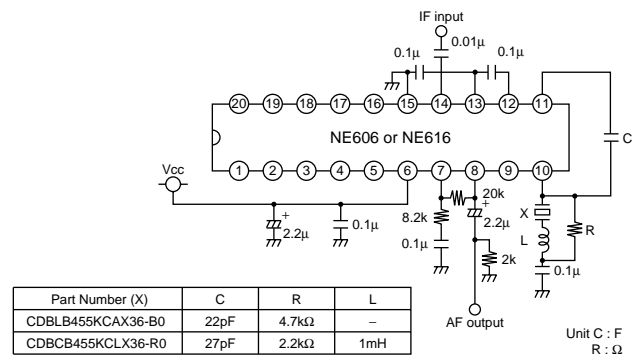 IF input
0.01μ
0.1μ
0.1μ
20 19 18 17 16 15 14 13 12 11
NE606 or NE616
C
1 2 3 4 5 6 7 8 9 10
Vcc
20k
+
2.2μ
0.1μ
8.2k
0.1μ
+
2.2μ
2k
X
L
R
0.1μ
AF output
Part Number (X) C R L
CDBLB455KCAX36-B0 22pF 4.7kΩ –
CDBCB455KCLX36-R0 27pF 2.2kΩ 1mH
Unit C : F
R : Ω